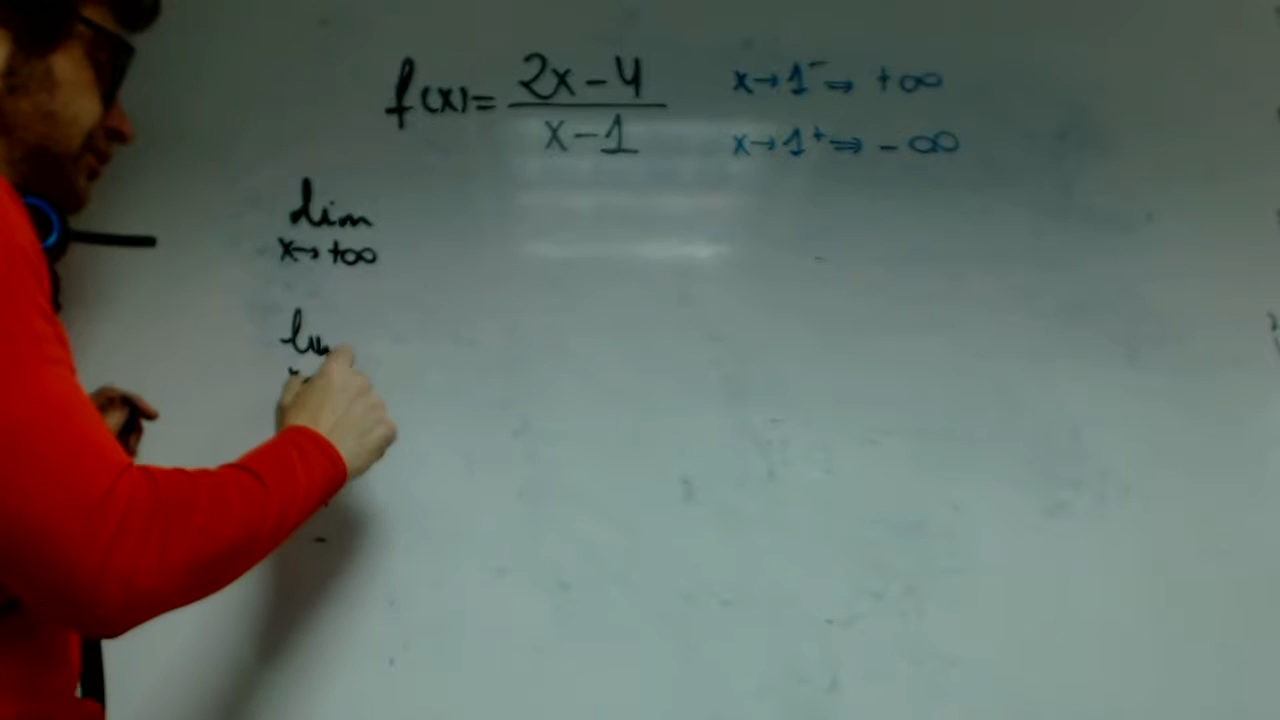 f(x) = 2x-4 / x-1
x→1⁻ ⇒ +∞
x→1⁺ ⇒ -∞
lim
x→+∞